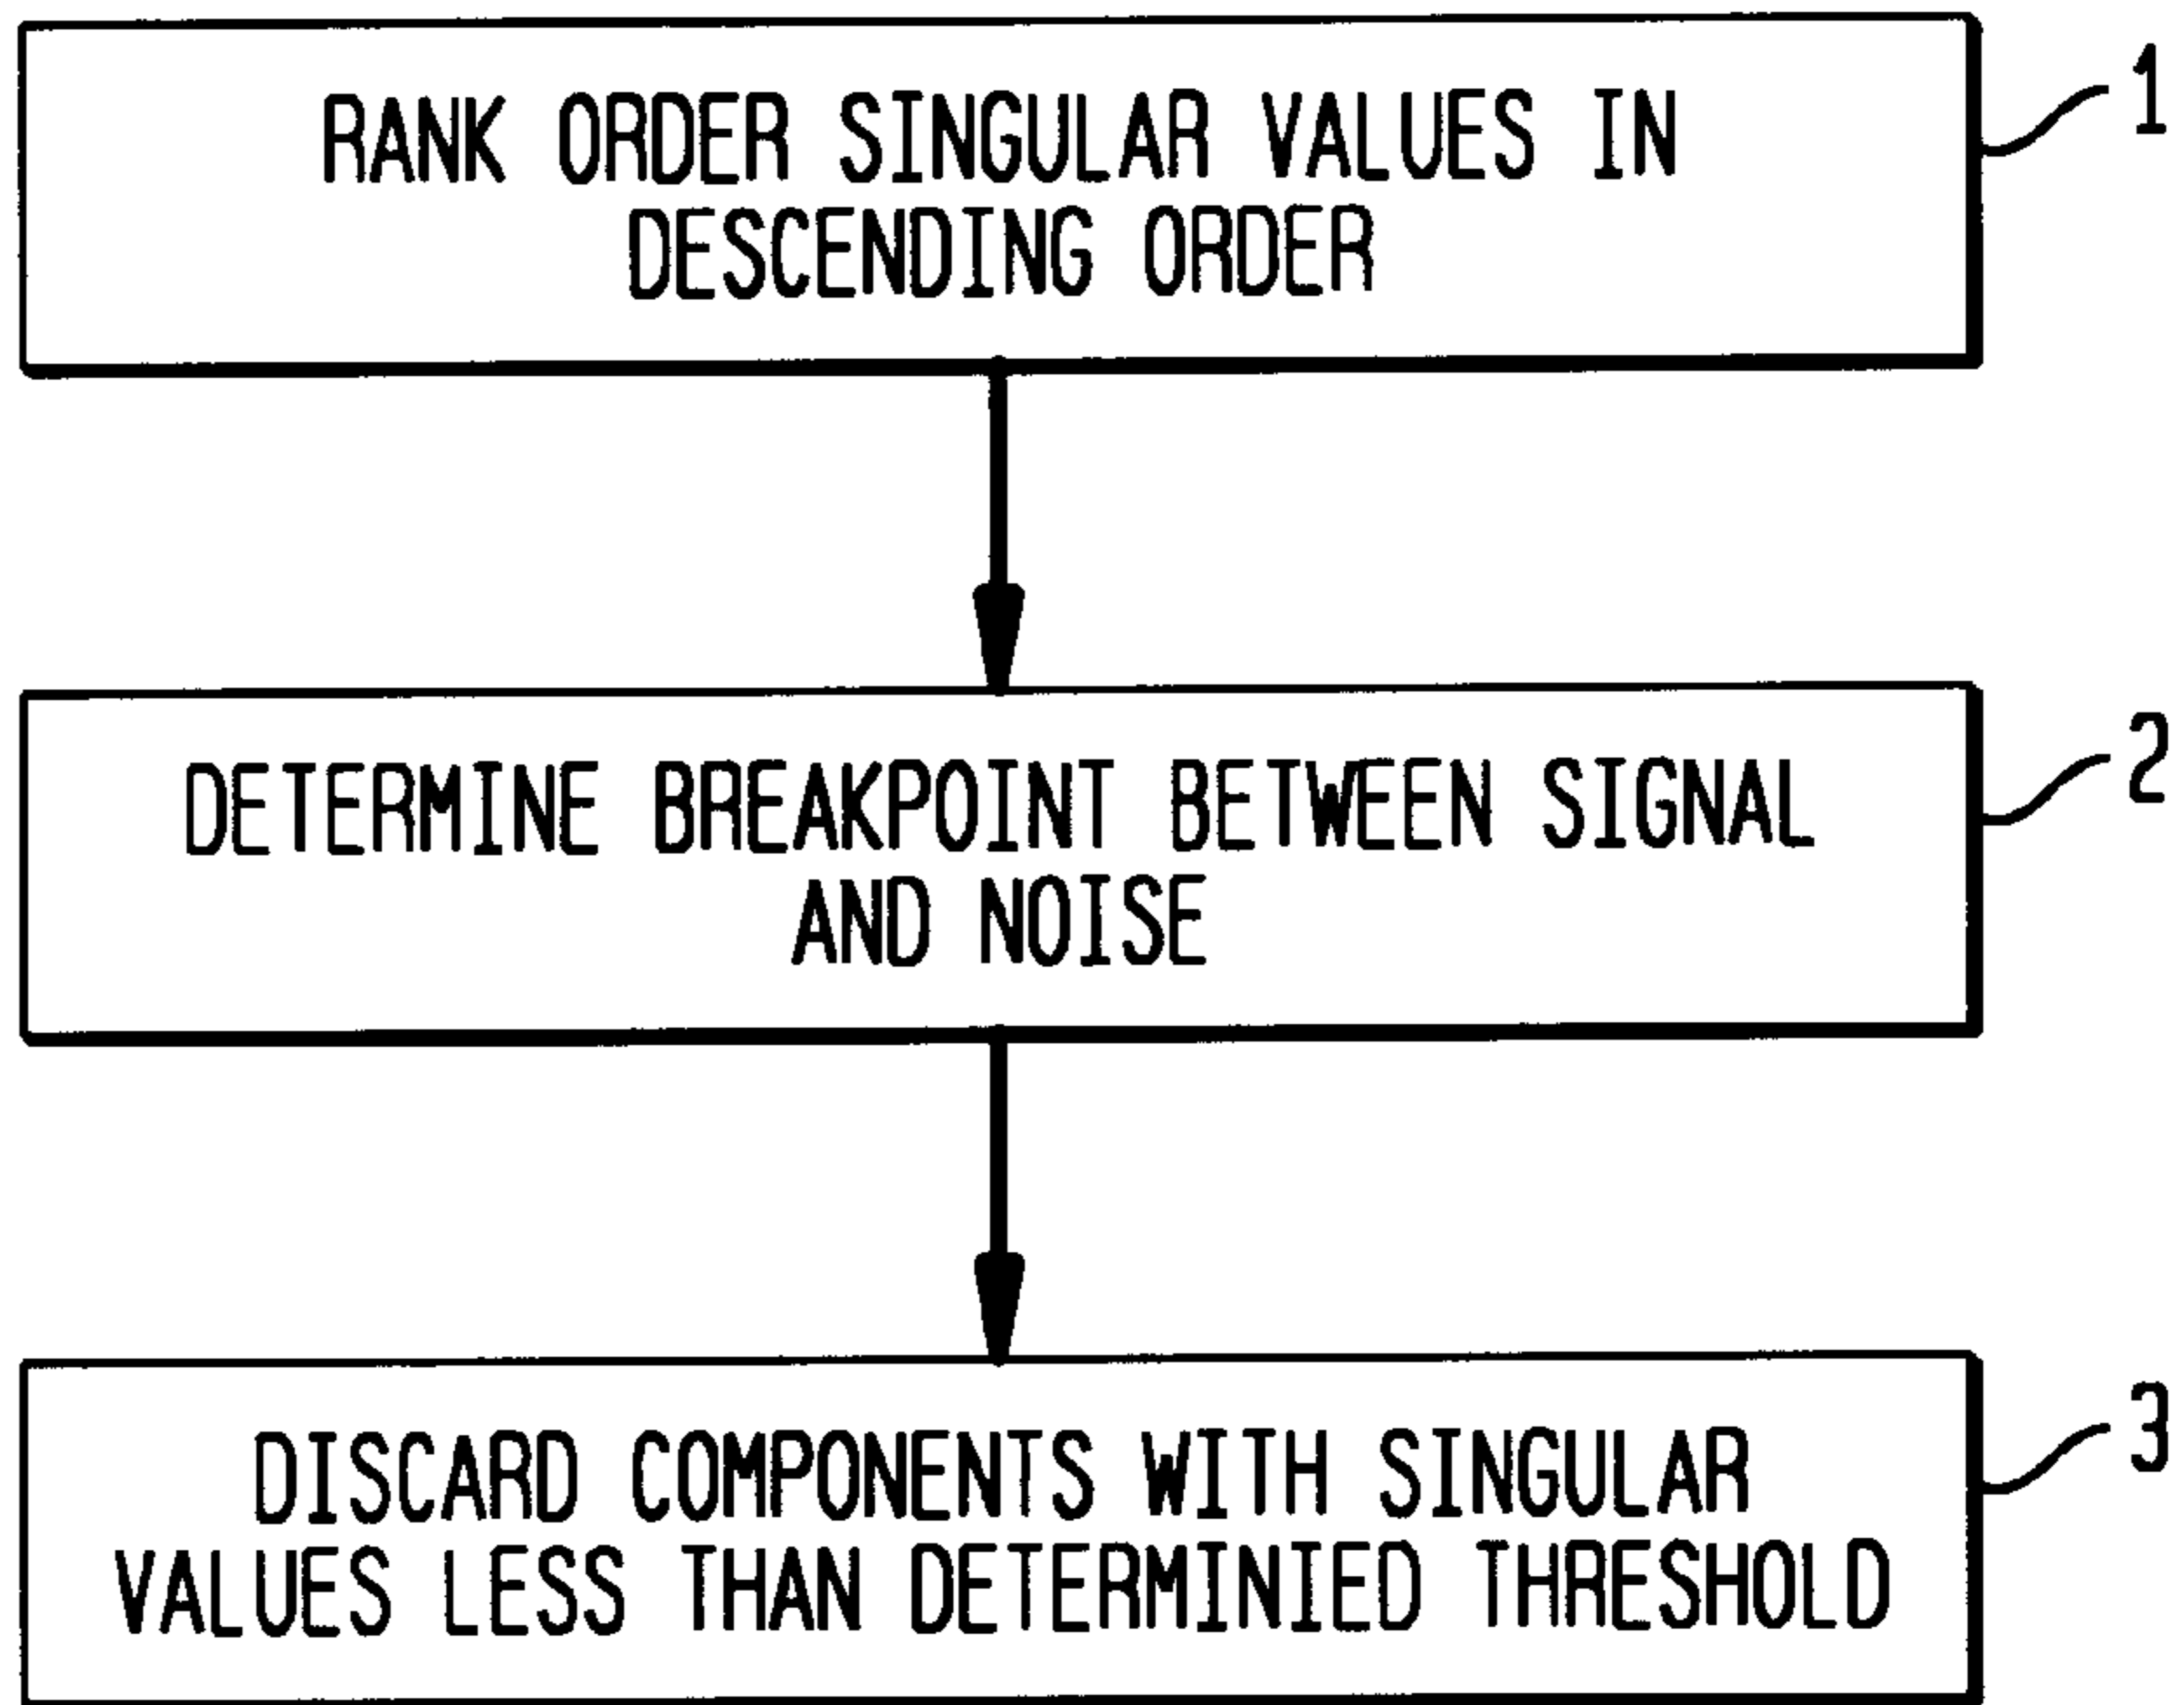 RANK ORDER SINGULAR VALUES IN
DESCENDING ORDER
1
DETERMINE BREAKPOINT BETWEEN SIGNAL
AND NOISE
2
DISCARD COMPONENTS WITH SINGULAR
VALUES LESS THAN DETERMINIED THRESHOLD
3